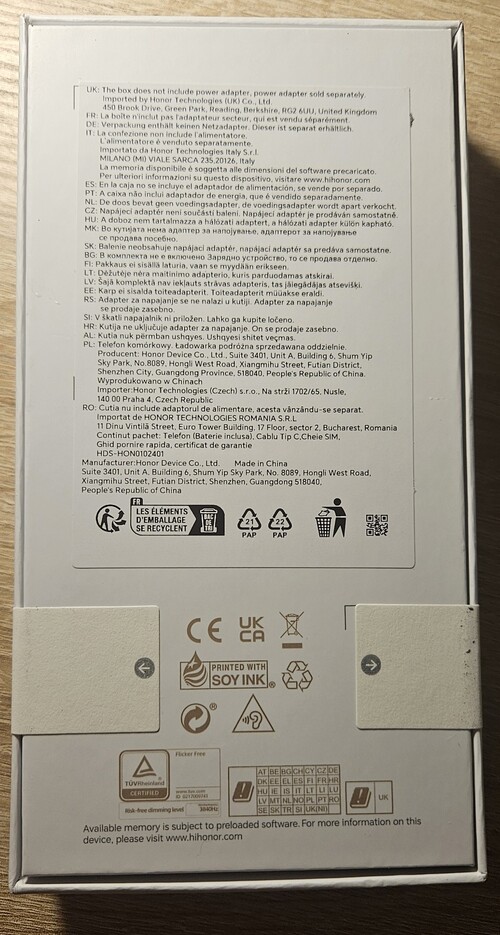 UK: The box does not include power adapter, power adapter sold separately.
Imported by Honor Technologies (UK) Co., Ltd.
450 Brook Drive, Green Park, Reading, Berkshire, RG2 6UU, United Kingdom
FR: La boîte n'inclut pas l'adaptateur secteur, qui est vendu séparément.
DE: Verpackung enthält keinen Netzadapter. Dieser ist separat erhältlich.
IT: La confezione non include l'alimentatore.
L'alimentatore è venduto separatamente.
Importato da Honor Technologies Italy S.r.l.
MILANO (MI) VIALE SARCA 235,20126, Italy
La memoria disponibile è soggetta alle dimensioni del software precaricato.
Per ulteriori informazioni su questo dispositivo, visitare www.hihonor.com
ES: En la caja no se incluye el adaptador de alimentación, se vende por separado.
PT: A caixa não inclui adaptador de energia, que é vendido separadamente.
NL: De doos bevat geen voedingsadapter, de voedingsadapter wordt apart verkocht.
CZ: Napájecí adaptér není součástí balení. Napájecí adaptér je prodáván samostatně.
HU: A doboz nem tartalmazza a hálózati adaptert, a hálózati adapter külön kapható.
MK: Во кутијата нема адаптер за напојување, адаптерот за напојување
се продава посебно.
SK: Balenie neobsahuje napájací adaptér, napájací adaptér sa predáva samostatne.
BG: В комплекта не е включено Зарядно устройство, то се продава отделно.
FI: Pakkaus ei sisällä laturia, vaan se myydään erikseen.
LT: Dėžutėje nėra maitinimo adapterio, kuris parduodamas atskirai.
LV: Šajā komplektā nav iekļauts strāvas adapteris, tas jāiegādājas atsevišķi.
EE: Karp ei sisalda toiteadapterit. Toiteadapterit müüakse eraldi.
RS: Adapter za napajanje se ne nalazi u kutiji. Adapter za napajanje
se prodaje zasebno.
SI: V škatli napajalnik ni priložen. Lahko ga kupite ločeno.
HR: Kutija ne uključuje adapter za napajanje. On se prodaje zasebno.
AL: Kutia nuk përmban ushqyes. Ushqyesi shitet veçmas.
PL: Telefon komórkowy. Ładowarka podróżna sprzedawana oddzielnie.
Producent: Honor Device Co., Ltd., Suite 3401, Unit A, Building 6, Shum Yip
Sky Park, No.8089, Hongli West Road, Xiangmihu Street, Futian District,
Shenzhen City, Guangdong Province, 518040, People's Republic of China.
Wyprodukowano w Chinach
Importer:Honor Technologies (Czech) s.r.o., Na strži 1702/65, Nusle,
140 00 Praha 4, Czech Republic
RO: Cutia nu include adaptorul de alimentare, acesta vânzându-se separat.
Importat de HONOR TECHNOLOGIES ROMANIA S.R.L
11 Dinu Vintilă Street, Euro Tower Building, 17 Floor, sector 2, Bucharest, Romania
Continut pachet: Telefon (Baterie inclusa), Cablu Tip C,Cheie SIM,
Ghid pornire rapida, certificat de garantie
HDS-HON0102401
Manufacturer:Honor Device Co., Ltd. Made in China
Suite 3401, Unit A, Building 6, Shum Yip Sky Park, No. 8089, Hongli West Road,
Xiangmihu Street, Futian District, Shenzhen, Guangdong 518040,
People's Republic of China
FR
LES ÉLÉMENTS
D'EMBALLAGE
SE RECYCLENT
BAC DE TRI
21
PAP
22
PAP
CE
UK
CA
PRINTED WITH
SOY INK®
®
TÜVRheinland
CERTIFIED
Flicker Free
www.tuv.com
Risk-free dimming level
3840Hz
AT BE BG CH CY CZ DE
DK EE EL ES FI FR HR
HU IE IS IT LT LI LU
LV MT NL NO PL PT RO
SE SK TR SI UK(NI)
UK
Available memory is subject to preloaded software. For more information on this
device, please visit www.hihonor.com